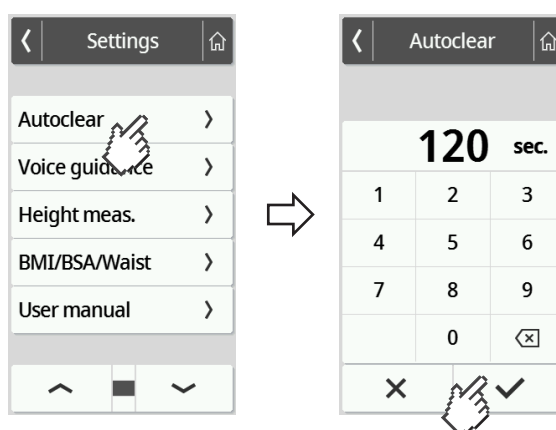 Settings
Autoclear
Voice guidance
Height meas.
BMI/BSA/Waist
User manual
Autoclear
120 sec.
1 2 3
4 5 6
7 8 9
0